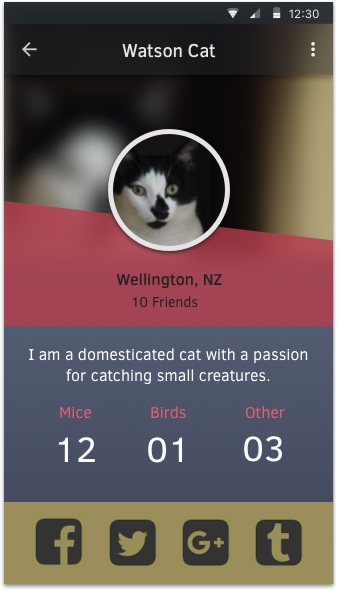 12:30
Watson Cat
Wellington, NZ
10 Friends
I am a domesticated cat with a passion
for catching small creatures.
Mice Birds Other
12 01 03
f G+ t